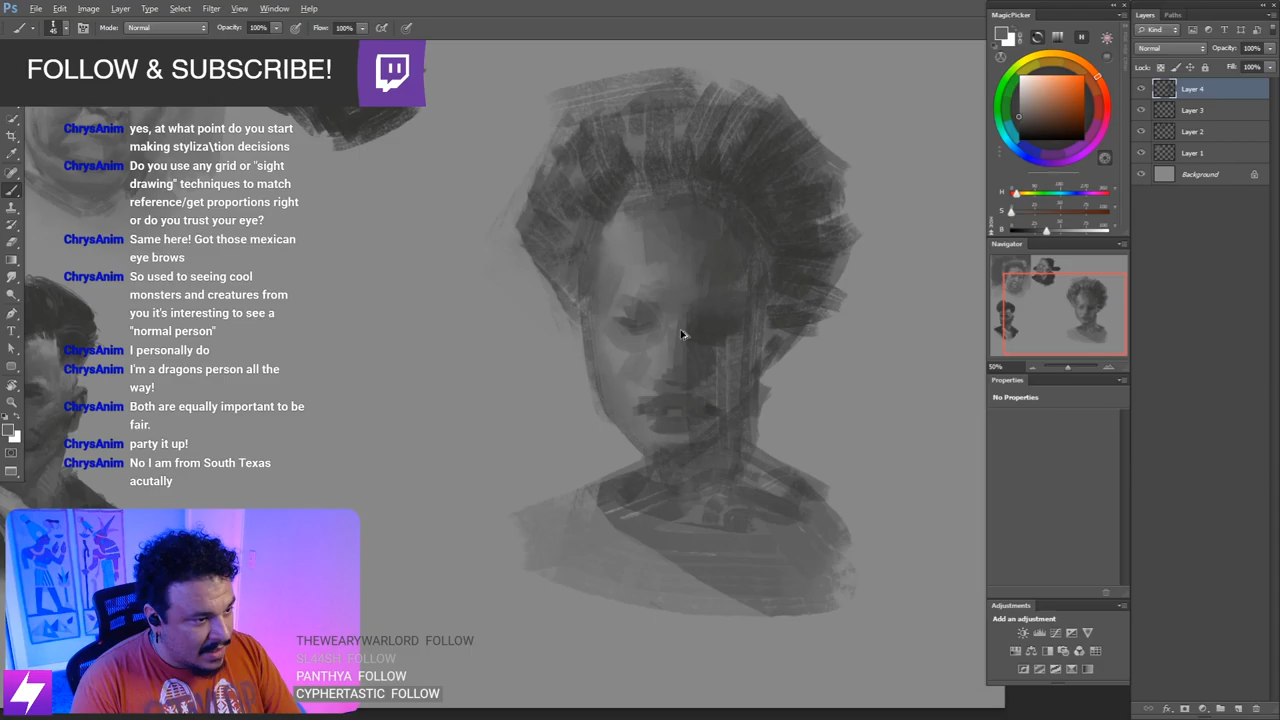 Ps File Edit Image Layer Type Select Filter View Window Help
45 Mode: Normal Opacity: 100% Flow: 100%
FOLLOW & SUBSCRIBE!
ChrysAnim yes, at what point do you start
making styliza\tion decisions
ChrysAnim Do you use any grid or "sight
drawing" techniques to match
reference/get proportions right
or do you trust your eye?
ChrysAnim Same here! Got those mexican
eye brows
ChrysAnim So used to seeing cool
monsters and creatures from
you it's interesting to see a
"normal person"
ChrysAnim I personally do
ChrysAnim I'm a dragons person all the
way!
ChrysAnim Both are equally important to be
fair.
ChrysAnim party it up!
ChrysAnim No I am from South Texas
acutally
THEWEARYWARLORD FOLLOW
SL44SH FOLLOW
PANTHYA FOLLOW
CYPHERTASTIC FOLLOW
MagicPicker
H
H
S
B
Navigator
50%
Properties
No Properties
Adjustments
Add an adjustment
Layers Paths
Kind
Normal Opacity: 100%
Lock: Fill: 100%
Layer 4
Layer 3
Layer 2
Layer 1
Background